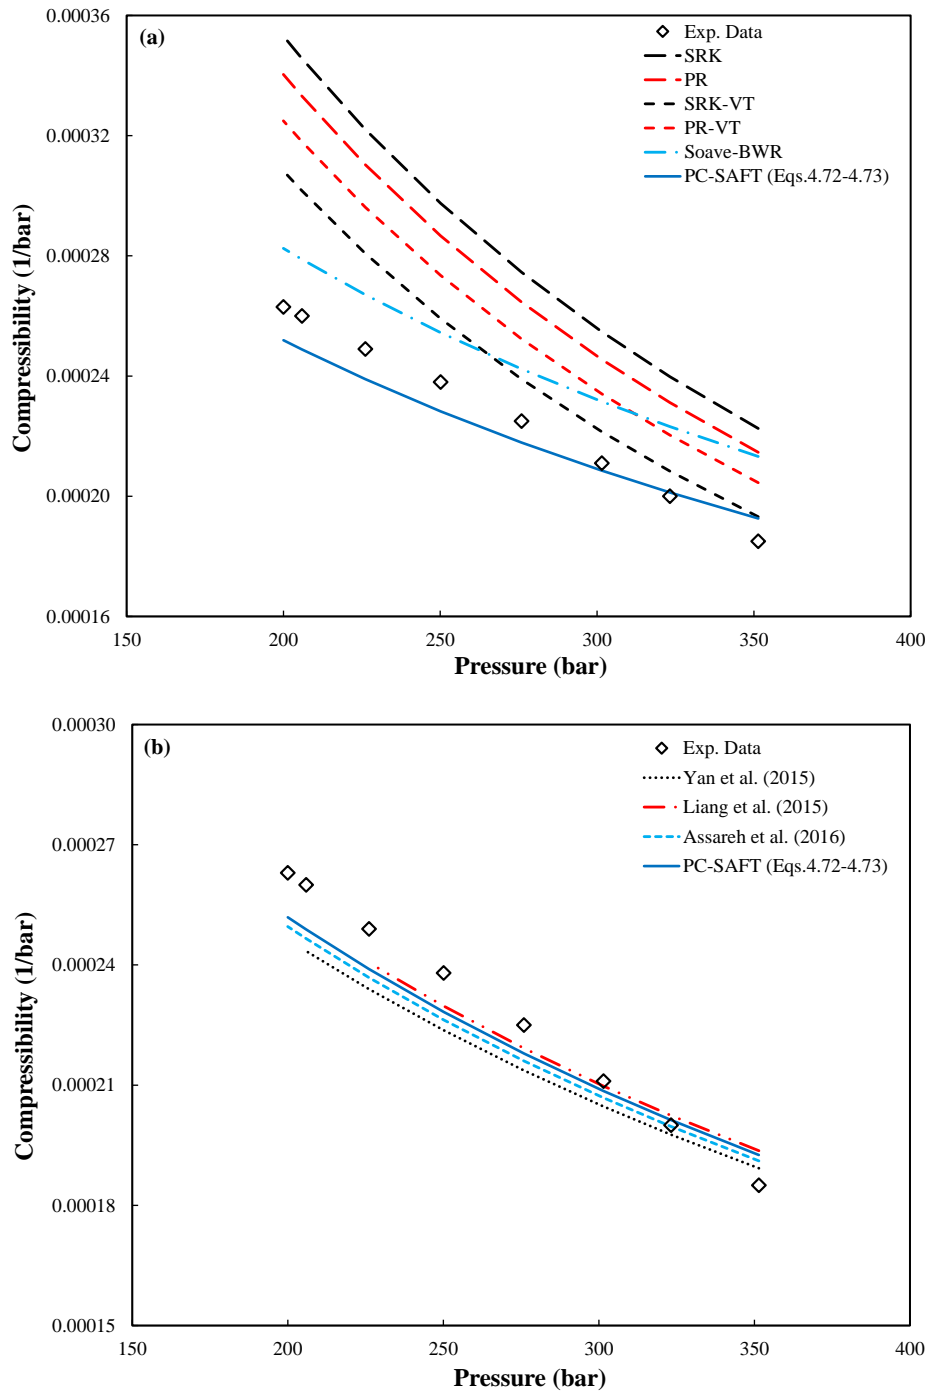 0.00036
(a)
Exp. Data
SRK
PR
SRK-VT
PR-VT
Soave-BWR
PC-SAFT (Eqs.4.72-4.73)
0.00032
0.00028
0.00024
0.00020
0.00016
Compressibility (1/bar)
150 200 250 300 350 400
Pressure (bar)
0.00030
(b)
Exp. Data
Yan et al. (2015)
Liang et al. (2015)
Assareh et al. (2016)
PC-SAFT (Eqs.4.72-4.73)
0.00027
0.00024
0.00021
0.00018
0.00015
Compressibility (1/bar)
150 200 250 300 350 400
Pressure (bar)